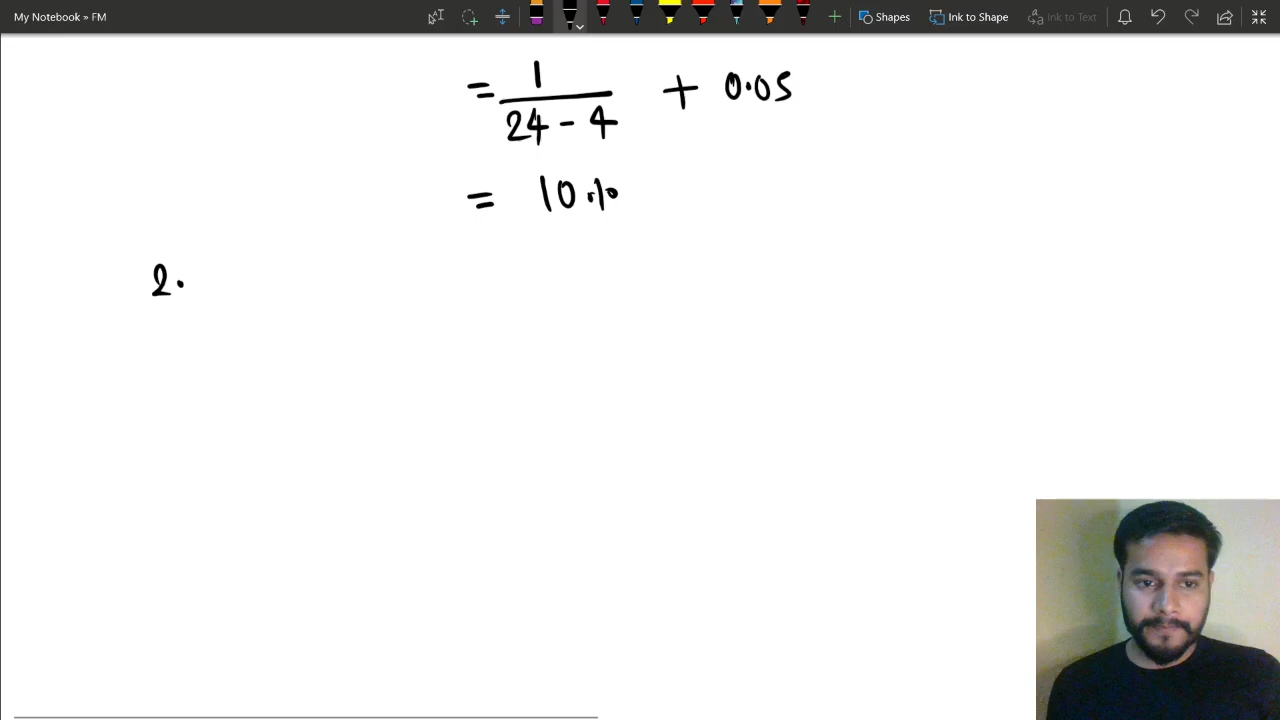 My Notebook » FM
Shapes
Ink to Shape
Ink to Text
= 1 / 24 - 4 + 0.05
= 10%
2.